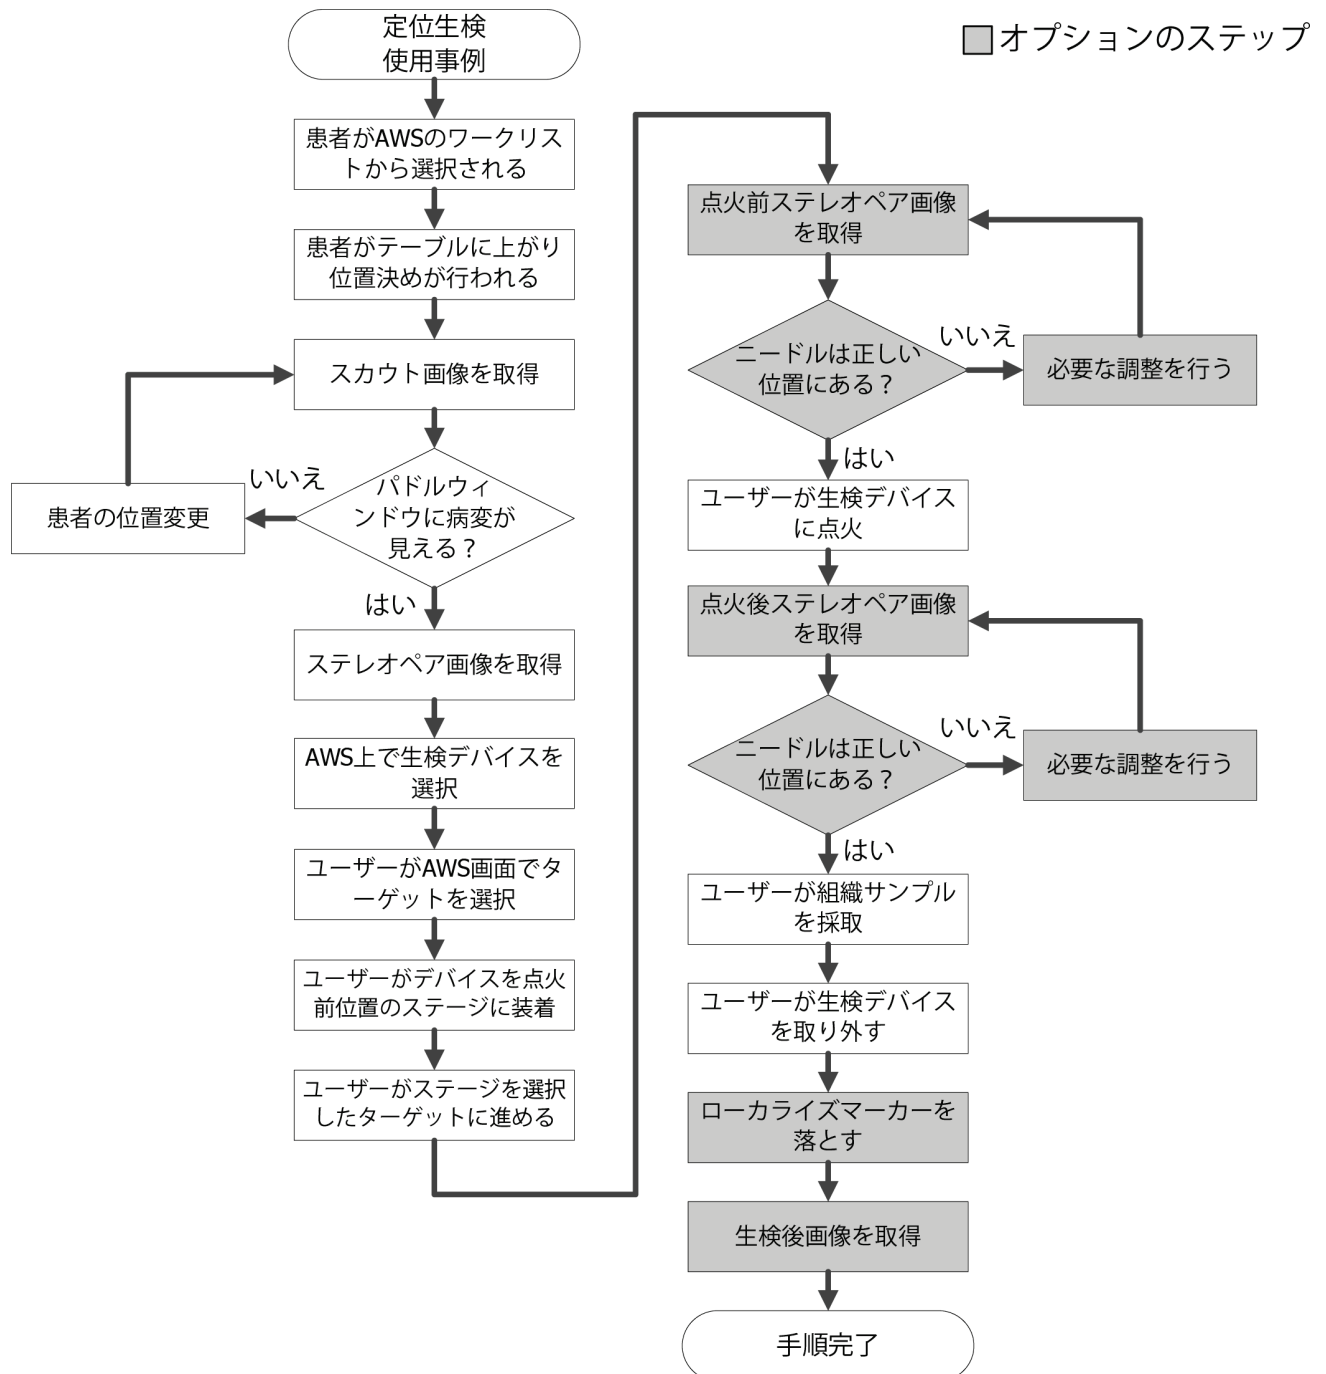 定位生検
使用事例
オプションのステップ
患者がAWSのワークリス
トから選択される
患者がテーブルに上がり
位置決めが行われる
スカウト画像を取得
パドルウィ
ンドウに病変が
見える？
いいえ
患者の位置変更
はい
ステレオペア画像を取得
AWS上で生検デバイスを
選択
ユーザーがAWS画面でタ
ーゲットを選択
ユーザーがデバイスを点火
前位置のステージに装着
ユーザーがステージを選択
したターゲットに進める
点火前ステレオペア画像
を取得
ニードルは正しい
位置にある？
いいえ
必要な調整を行う
はい
ユーザーが生検デバイス
に点火
点火後ステレオペア画像
を取得
ニードルは正しい
位置にある？
いいえ
必要な調整を行う
はい
ユーザーが組織サンプル
を採取
ユーザーが生検デバイス
を取り外す
ローカライズマーカーを
落とす
生検後画像を取得
手順完了